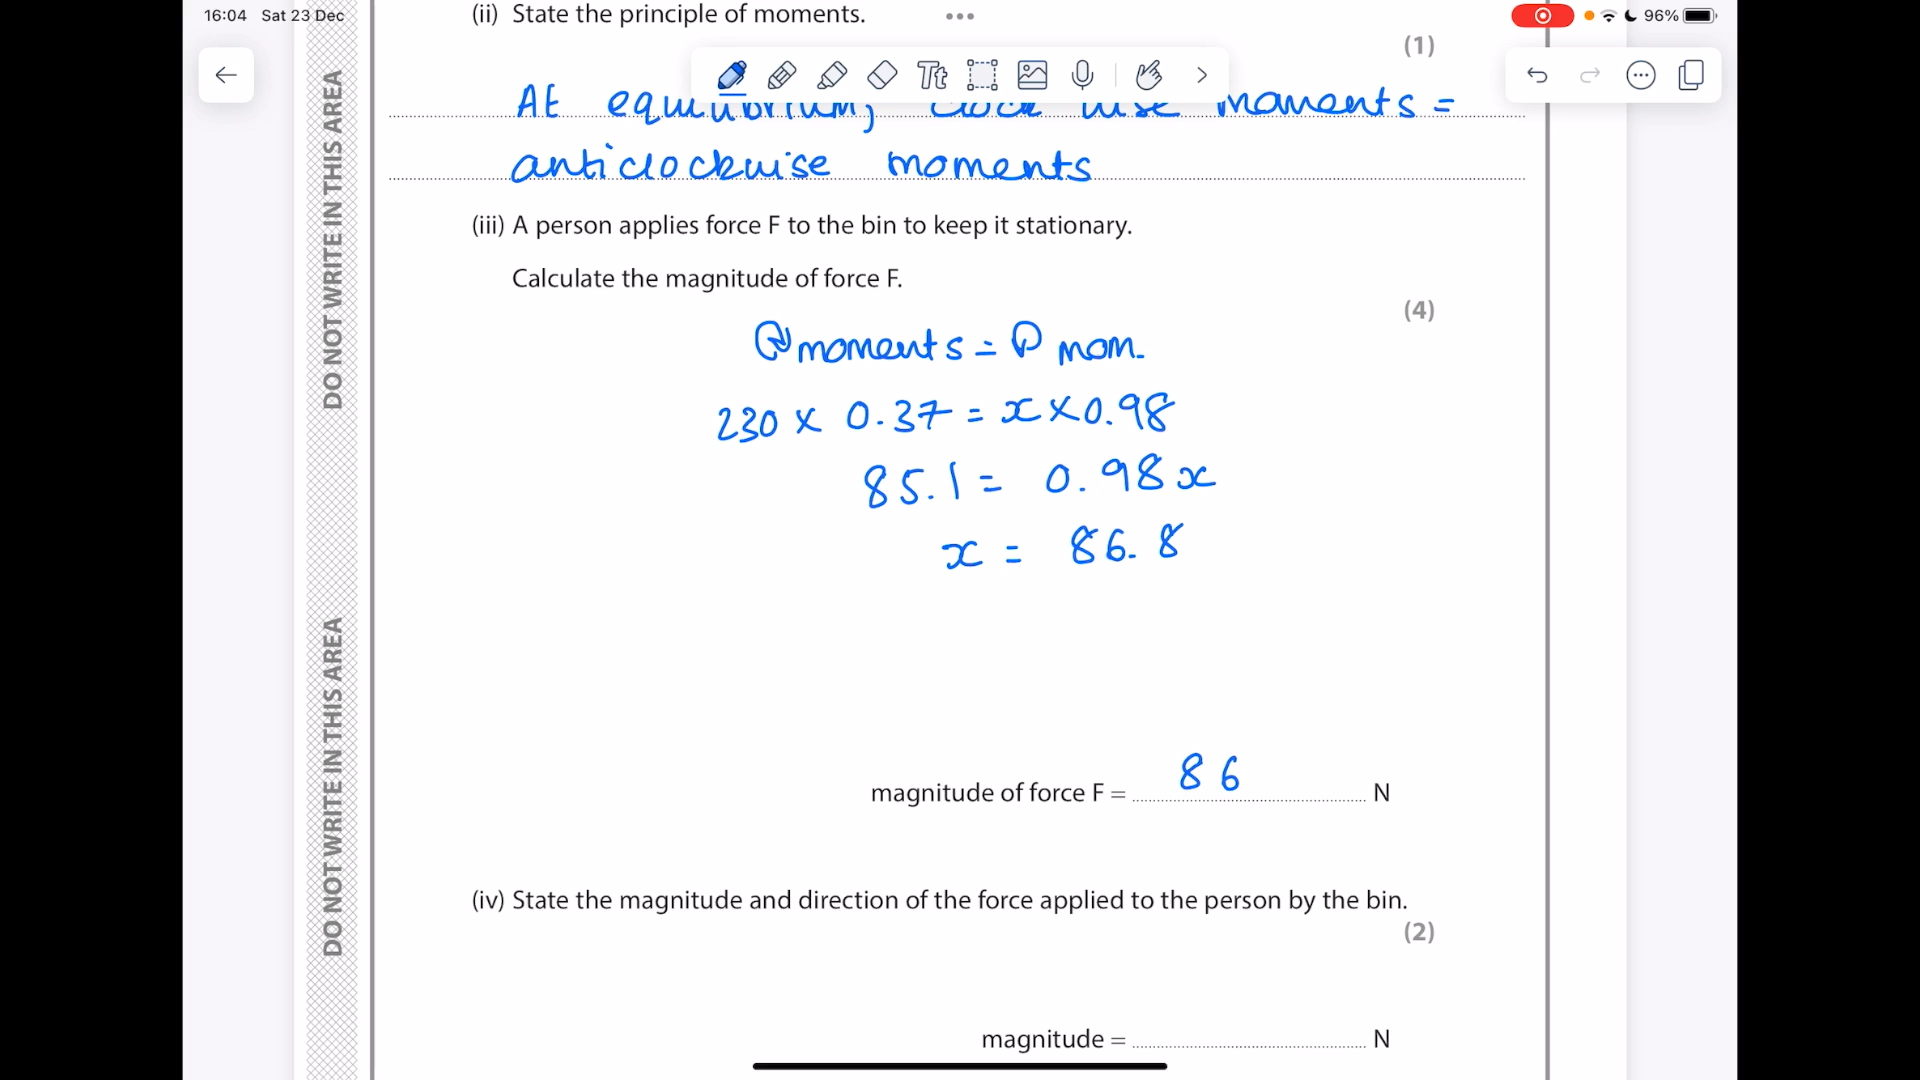 16:04 Sat 23 Dec
96%
(ii) State the principle of moments.
(1)
At equilibrium, clock wise moments =
anticlockwise moments
(iii) A person applies force F to the bin to keep it stationary.
Calculate the magnitude of force F.
(4)
moments = mom.
230 x 0.37 = x x 0.98
85.1 = 0.98x
x = 86.8
magnitude of force F = 86 N
(iv) State the magnitude and direction of the force applied to the person by the bin.
(2)
magnitude = N
DO NOT WRITE IN THIS AREA
DO NOT WRITE IN THIS AREA
Tt